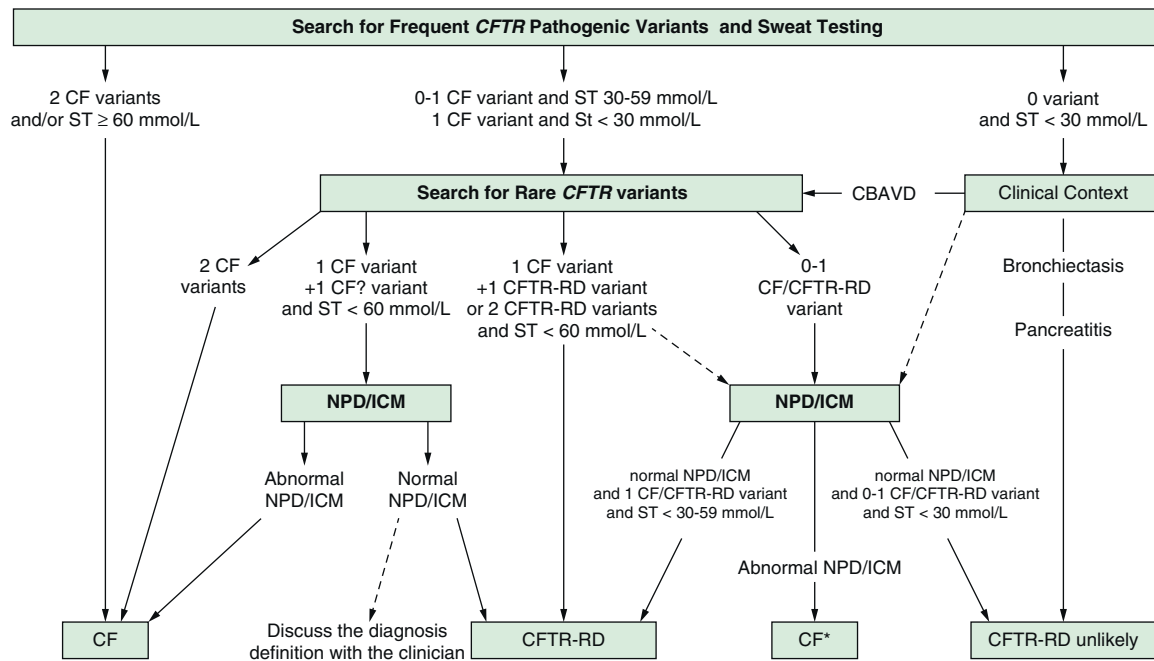 Search for Frequent CFTR Pathogenic Variants and Sweat Testing
2 CF variants
and/or ST ≥ 60 mmol/L
0-1 CF variant and ST 30-59 mmol/L
1 CF variant and St < 30 mmol/L
0 variant
and ST < 30 mmol/L
Search for Rare CFTR variants
CBAVD
Clinical Context
2 CF
variants
1 CF variant
+1 CF? variant
and ST < 60 mmol/L
1 CF variant
+1 CFTR-RD variant
or 2 CFTR-RD variants
and ST < 60 mmol/L
0-1
CF/CFTR-RD
variant
Bronchiectasis
Pancreatitis
NPD/ICM
NPD/ICM
Abnormal
NPD/ICM
Normal
NPD/ICM
normal NPD/ICM
and 1 CF/CFTR-RD variant
and ST < 30-59 mmol/L
normal NPD/ICM
and 0-1 CF/CFTR-RD variant
and ST < 30 mmol/L
Abnormal NPD/ICM
CF
Discuss the diagnosis
definition with the clinician
CFTR-RD
CF*
CFTR-RD unlikely